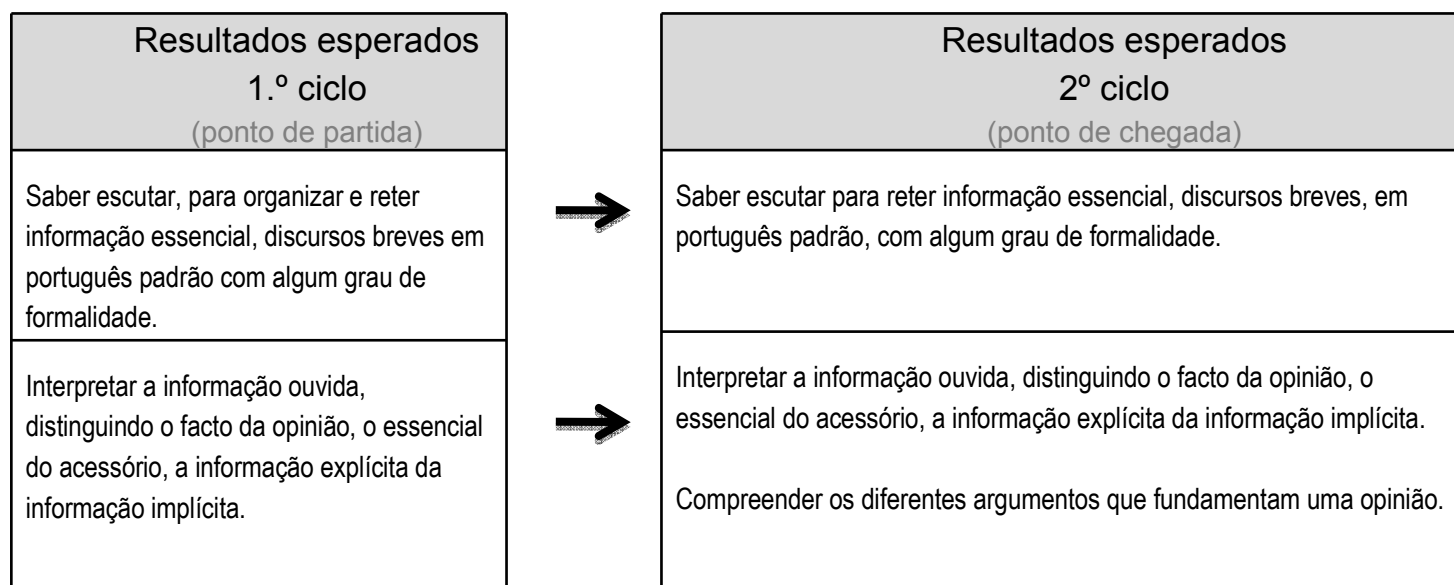 Resultados esperados
1.º ciclo
(ponto de partida)
Saber escutar, para organizar e reter
informação essencial, discursos breves em
português padrão com algum grau de
formalidade.
Interpretar a informação ouvida,
distinguindo o facto da opinião, o essencial
do acessório, a informação explícita da
informação implícita.
Resultados esperados
2º ciclo
(ponto de chegada)
Saber escutar para reter informação essencial, discursos breves, em
português padrão, com algum grau de formalidade.
Interpretar a informação ouvida, distinguindo o facto da opinião, o
essencial do acessório, a informação explícita da informação implícita.
Compreender os diferentes argumentos que fundamentam uma opinião.